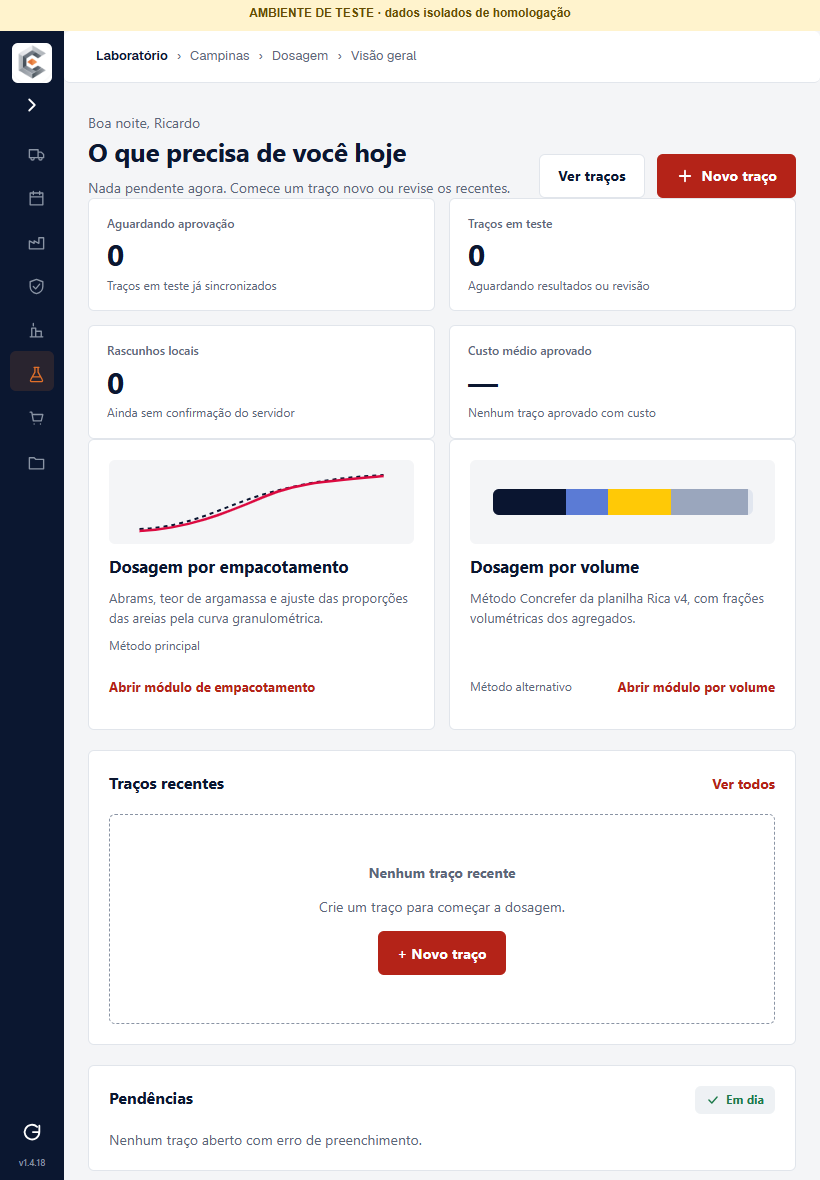 AMBIENTE DE TESTE · dados isolados de homologação
Laboratório › Campinas › Dosagem › Visão geral
Boa noite, Ricardo
O que precisa de você hoje
Nada pendente agora. Comece um traço novo ou revise os recentes.
Ver traços
+ Novo traço
Aguardando aprovação
0
Traços em teste já sincronizados
Traços em teste
0
Aguardando resultados ou revisão
Rascunhos locais
0
Ainda sem confirmação do servidor
Custo médio aprovado
—
Nenhum traço aprovado com custo
Dosagem por empacotamento
Abrams, teor de argamassa e ajuste das proporções
das areias pela curva granulométrica.
Método principal
Abrir módulo de empacotamento
Dosagem por volume
Método Concrefer da planilha Rica v4, com frações
volumétricas dos agregados.
Método alternativo
Abrir módulo por volume
Traços recentes
Ver todos
Nenhum traço recente
Crie um traço para começar a dosagem.
+ Novo traço
Pendências
Em dia
Nenhum traço aberto com erro de preenchimento.
v1.4.18